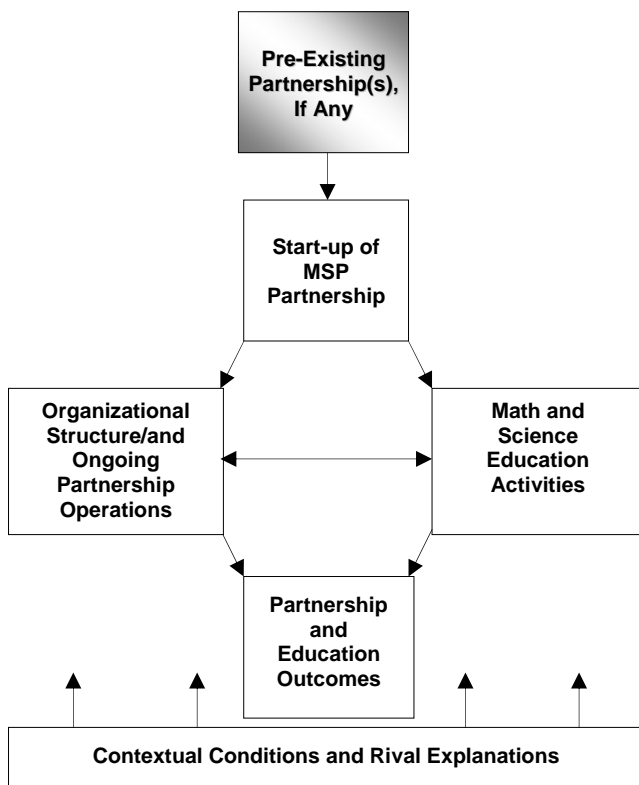 Pre-Existing
Partnership(s),
If Any
Start-up of
MSP
Partnership
Organizational
Structure/and
Ongoing
Partnership
Operations
Math and
Science
Education
Activities
Partnership
and
Education
Outcomes
Contextual Conditions and Rival Explanations